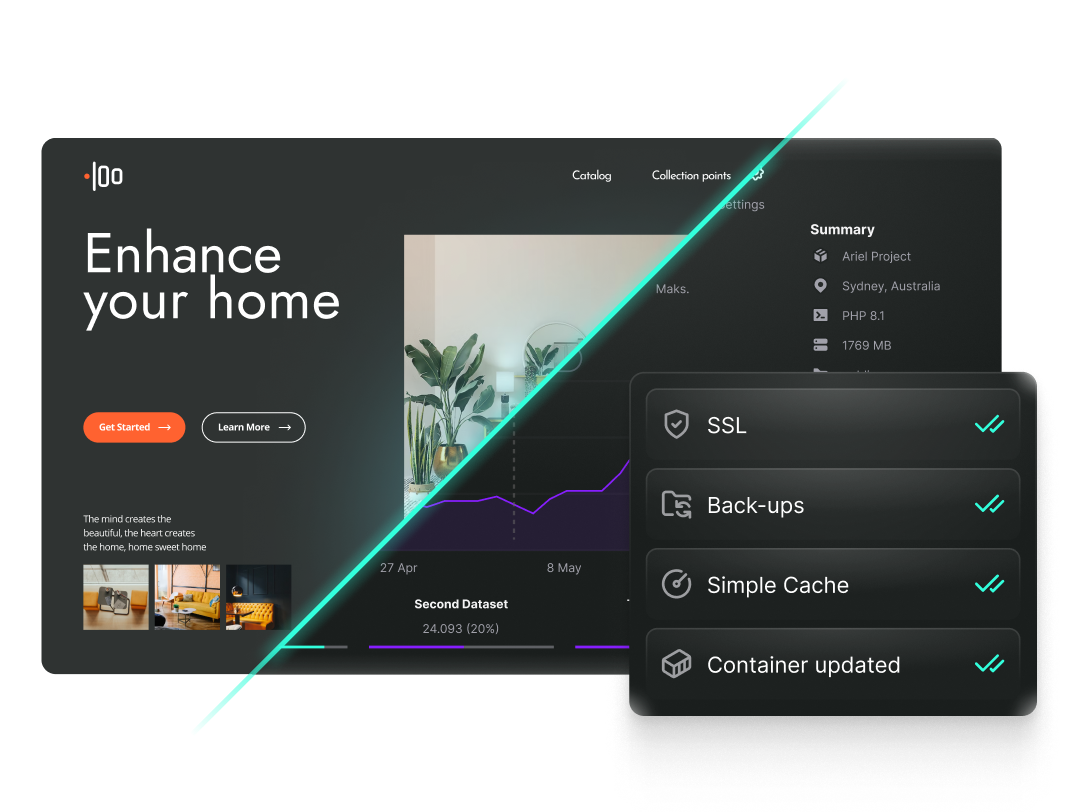 Catalog
Collection points
Enhance
your home
Get Started
Learn More
The mind creates the
beautiful, the heart creates
the home, home sweet home
Maks.
27 Apr
8 May
Second Dataset
24.093 (20%)
Summary
Ariel Project
Sydney, Australia
PHP 8.1
1769 MB
SSL
Back-ups
Simple Cache
Container updated